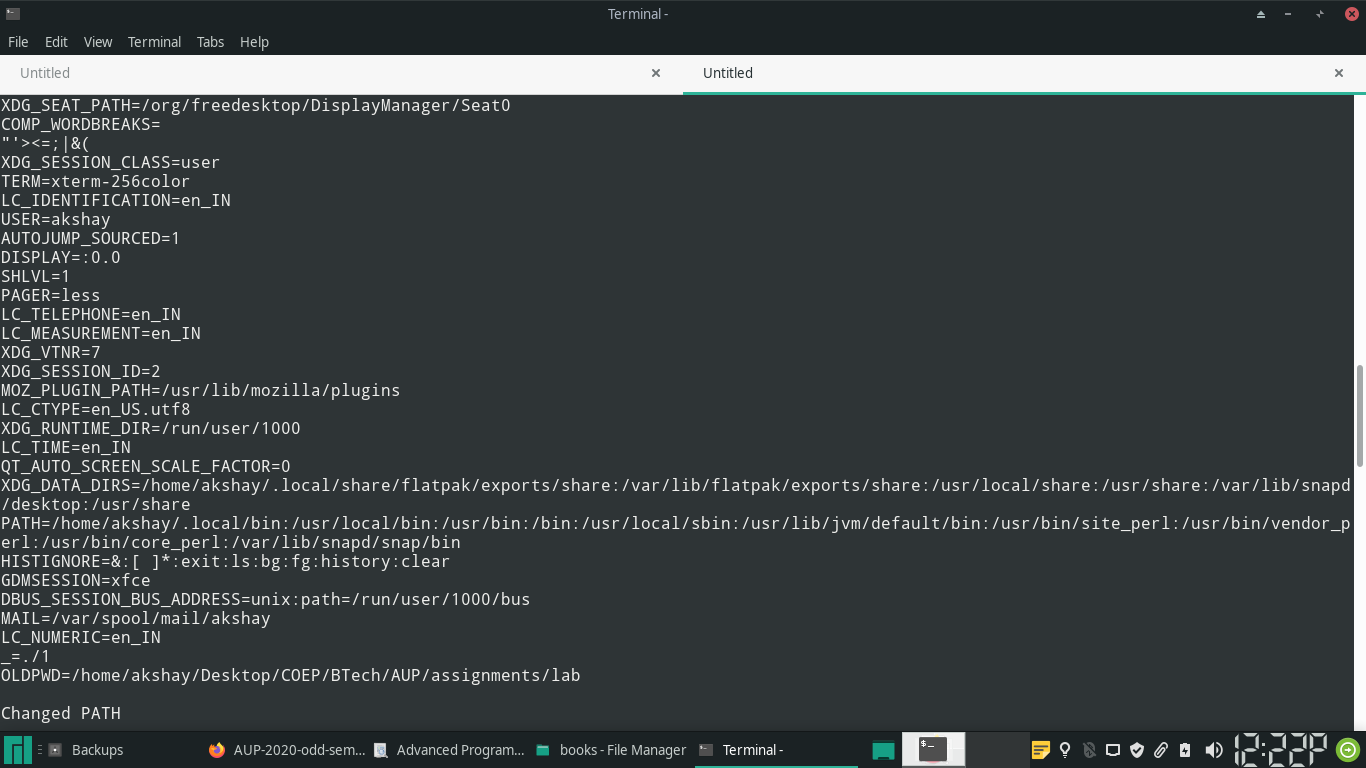 Terminal -
File Edit View Terminal Tabs Help
Untitled Untitled
XDG_SEAT_PATH=/org/freedesktop/DisplayManager/Seat0
COMP_WORDBREAKS=
"'><=;|&(
XDG_SESSION_CLASS=user
TERM=xterm-256color
LC_IDENTIFICATION=en_IN
USER=akshay
AUTOJUMP_SOURCED=1
DISPLAY=:0.0
SHLVL=1
PAGER=less
LC_TELEPHONE=en_IN
LC_MEASUREMENT=en_IN
XDG_VTNR=7
XDG_SESSION_ID=2
MOZ_PLUGIN_PATH=/usr/lib/mozilla/plugins
LC_CTYPE=en_US.utf8
XDG_RUNTIME_DIR=/run/user/1000
LC_TIME=en_IN
QT_AUTO_SCREEN_SCALE_FACTOR=0
XDG_DATA_DIRS=/home/akshay/.local/share/flatpak/exports/share:/var/lib/flatpak/exports/share:/usr/local/share:/usr/share:/var/lib/snapd
/desktop:/usr/share
PATH=/home/akshay/.local/bin:/usr/local/bin:/usr/bin:/bin:/usr/local/sbin:/usr/lib/jvm/default/bin:/usr/bin/site_perl:/usr/bin/vendor_p
erl:/usr/bin/core_perl:/var/lib/snapd/snap/bin
HISTIGNORE=&:[ ]*:exit:ls:bg:fg:history:clear
GDMSESSION=xfce
DBUS_SESSION_BUS_ADDRESS=unix:path=/run/user/1000/bus
MAIL=/var/spool/mail/akshay
LC_NUMERIC=en_IN
_=./1
OLDPWD=/home/akshay/Desktop/COEP/BTech/AUP/assignments/lab
Changed PATH
Backups AUP-2020-odd-sem... Advanced Program... books - File Manager Terminal - 12:22P